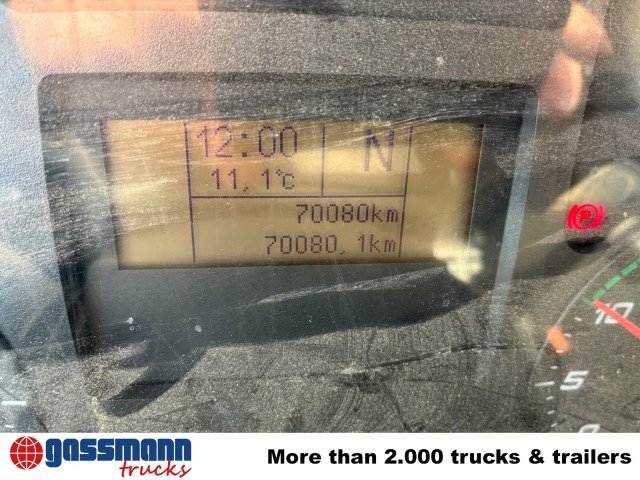 12:00
N
11,1°C
70080km
70080,1km
P
10
5
gassmann
trucks
More than 2.000 trucks & trailers